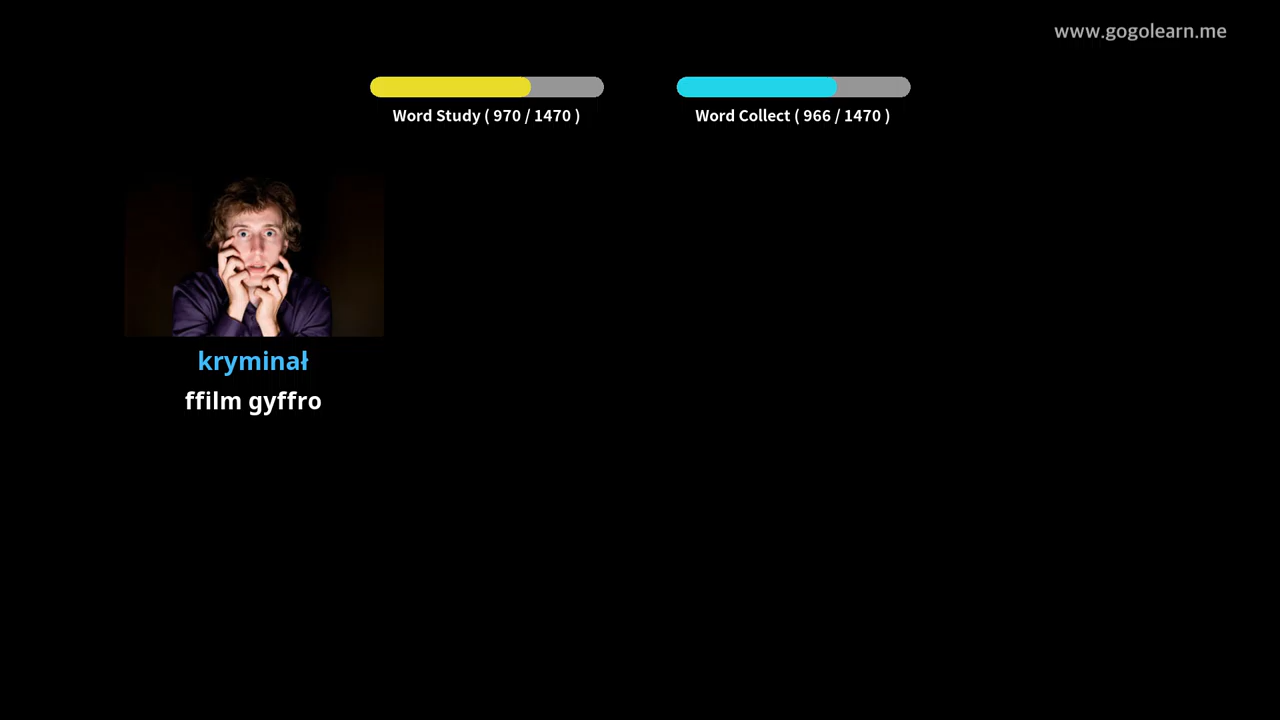 www.gogolearn.me
Word Study ( 970 / 1470 )
Word Collect ( 966 / 1470 )
kryminał
ffilm gyffro